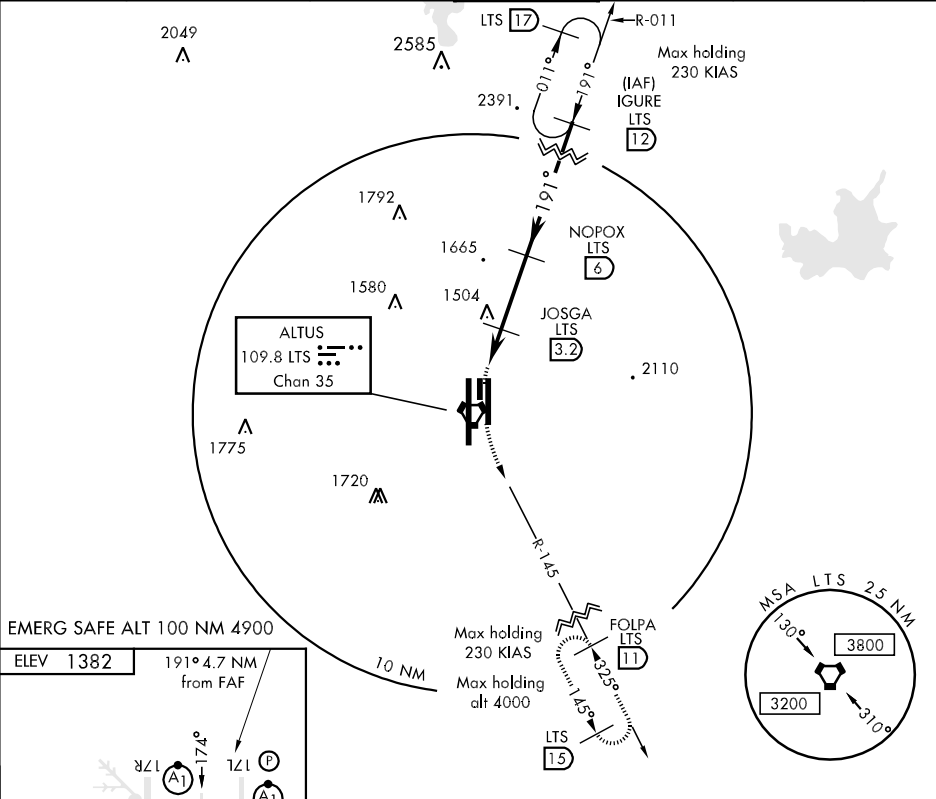 LTS 17
R-011
2049
2585
Max holding
230 KIAS
011°
191°
(IAF)
IGURE
LTS
12
2391
191°
1792
NOPOX
LTS
6
1665
1580
1504
JOSGA
LTS
3.2
ALTUS
109.8 LTS
Chan 35
2110
1775
1720
R-145
MSA LTS 25 NM
130°
3800
3200
310°
EMERG SAFE ALT 100 NM 4900
Max holding
230 KIAS
FOLPA
LTS
11
325°
145°
ELEV 1382
191° 4.7 NM
from FAF
10 NM
Max holding
alt 4000
LTS
15
17R
174°
17L
P
A1
A1